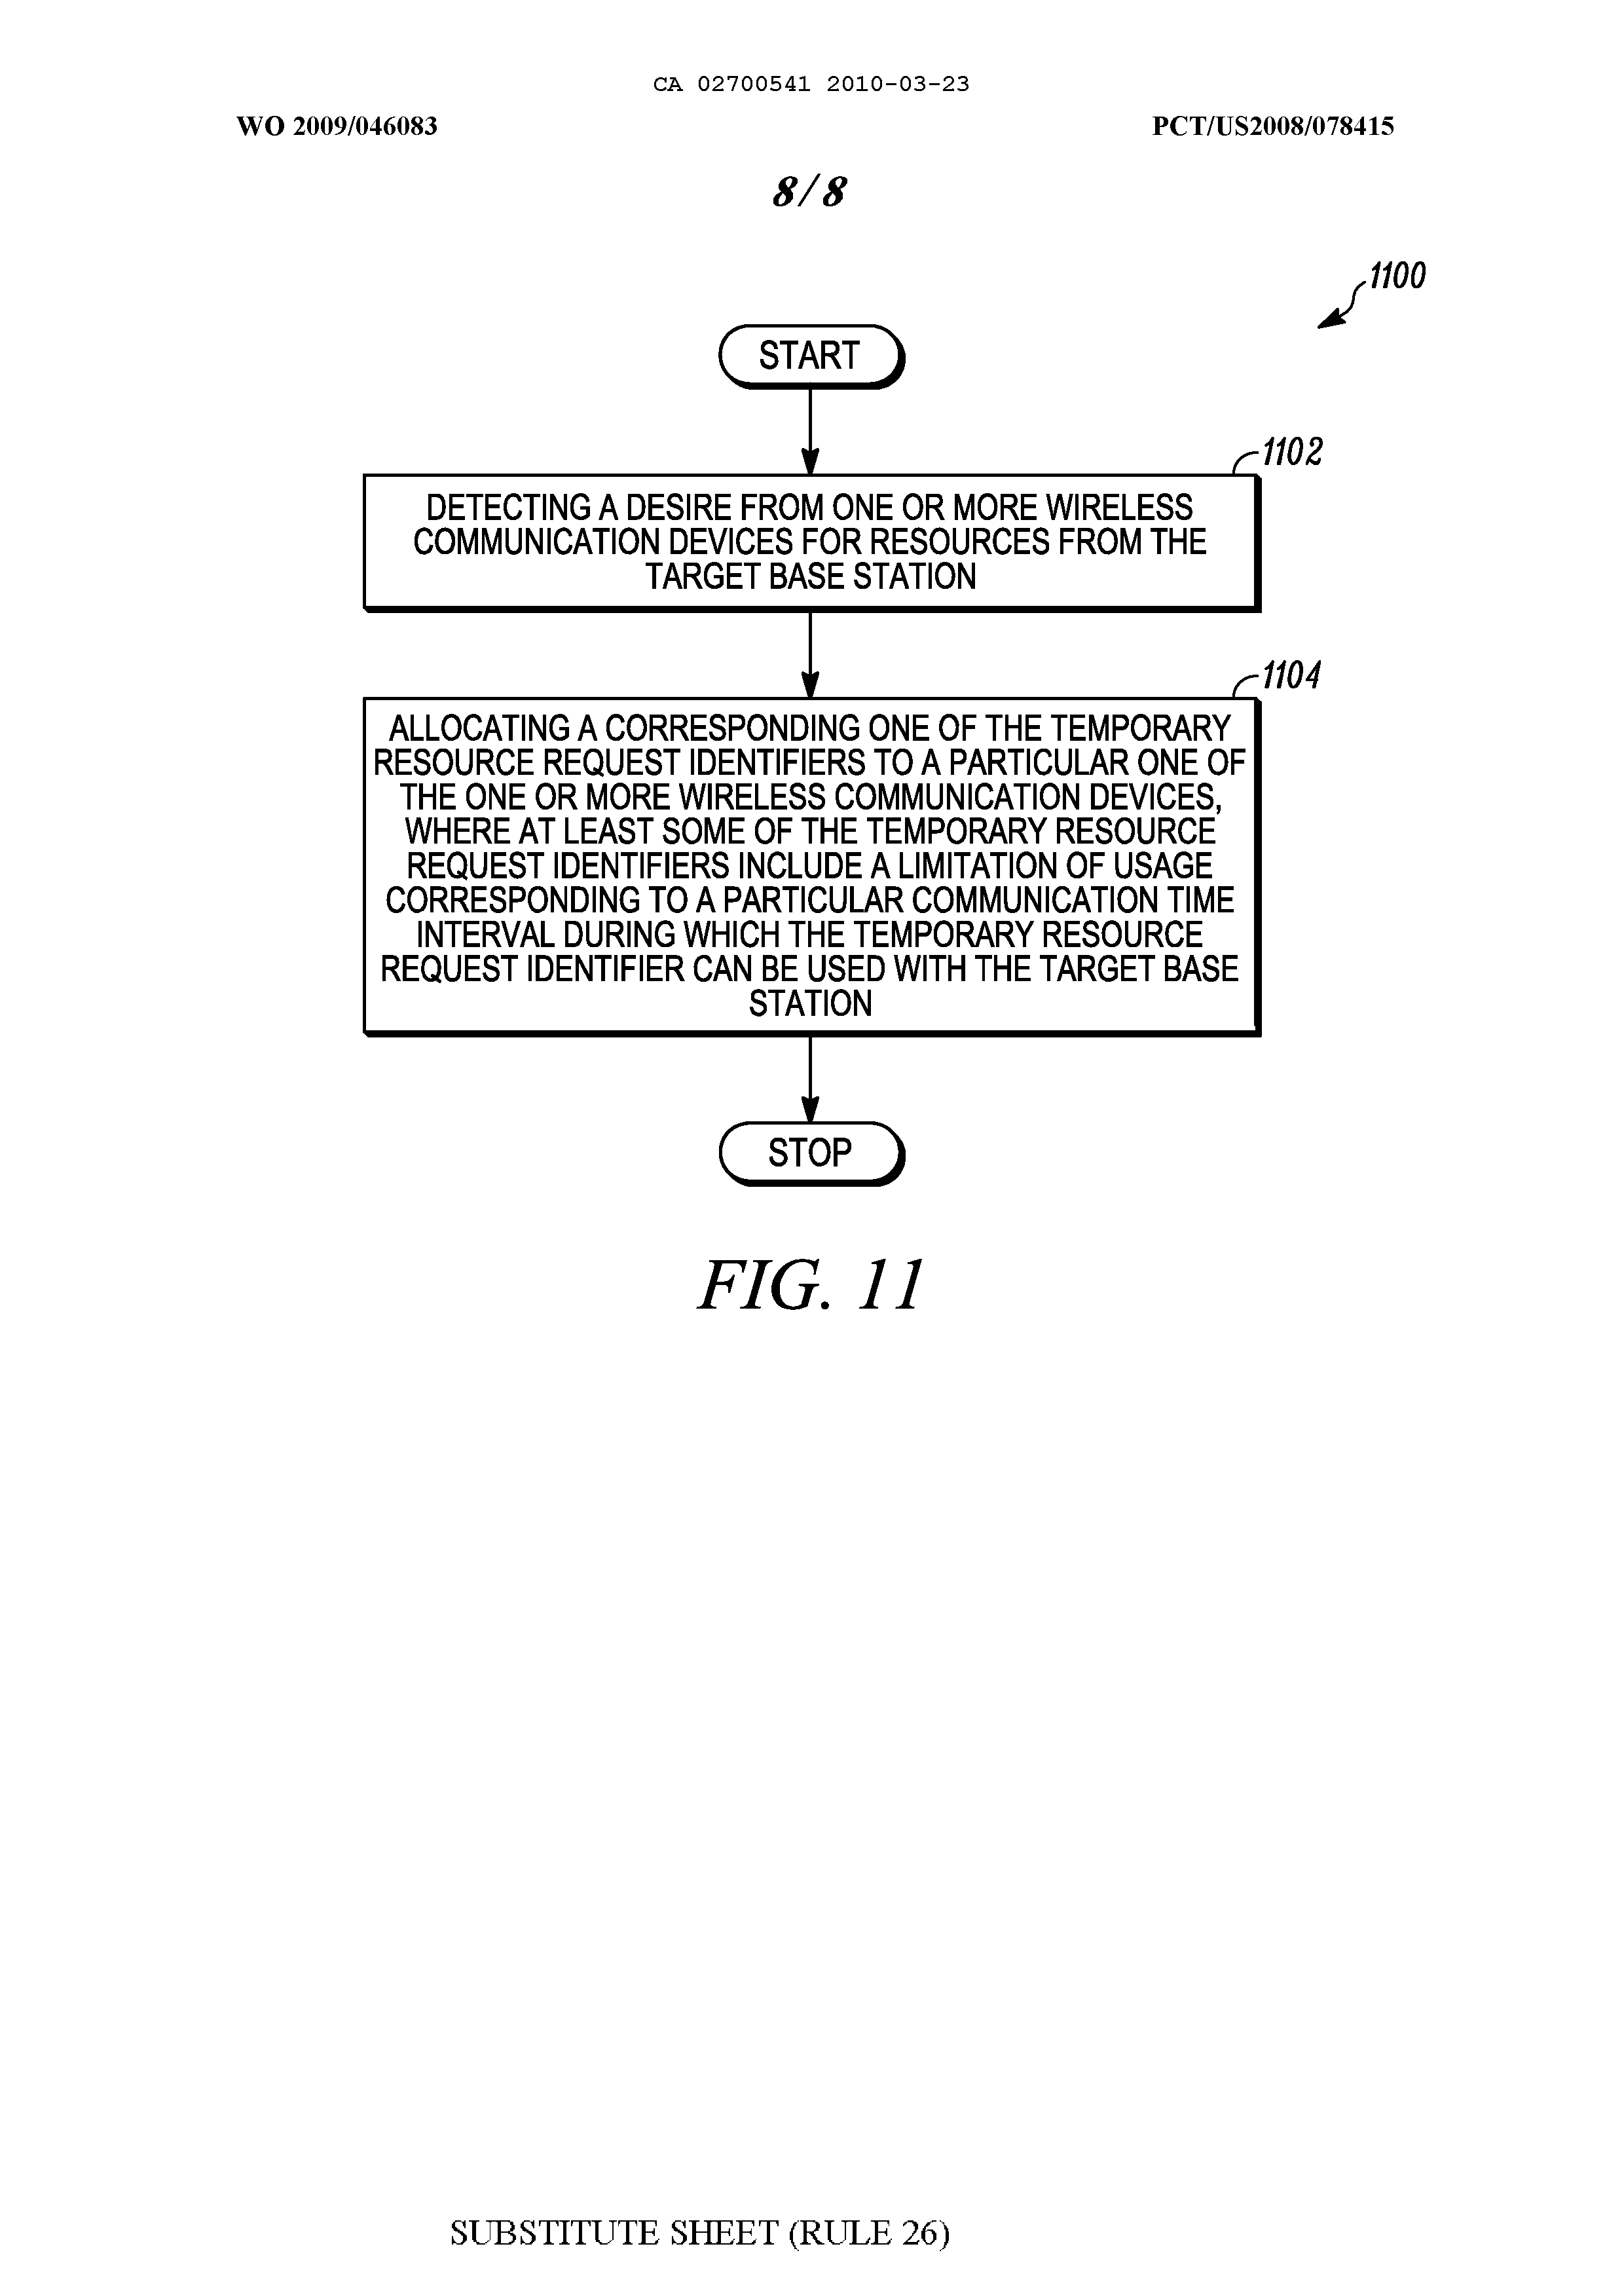 CA 02700541 2010-03-23
WO 2009/046083 PCT/US2008/078415
8/8
1100
START
1102
DETECTING A DESIRE FROM ONE OR MORE WIRELESS
COMMUNICATION DEVICES FOR RESOURCES FROM THE
TARGET BASE STATION
1104
ALLOCATING A CORRESPONDING ONE OF THE TEMPORARY
RESOURCE REQUEST IDENTIFIERS TO A PARTICULAR ONE OF
THE ONE OR MORE WIRELESS COMMUNICATION DEVICES,
WHERE AT LEAST SOME OF THE TEMPORARY RESOURCE
REQUEST IDENTIFIERS INCLUDE A LIMITATION OF USAGE
CORRESPONDING TO A PARTICULAR COMMUNICATION TIME
INTERVAL DURING WHICH THE TEMPORARY RESOURCE
REQUEST IDENTIFIER CAN BE USED WITH THE TARGET BASE
STATION
STOP
FIG. 11
SUBSTITUTE SHEET (RULE 26)